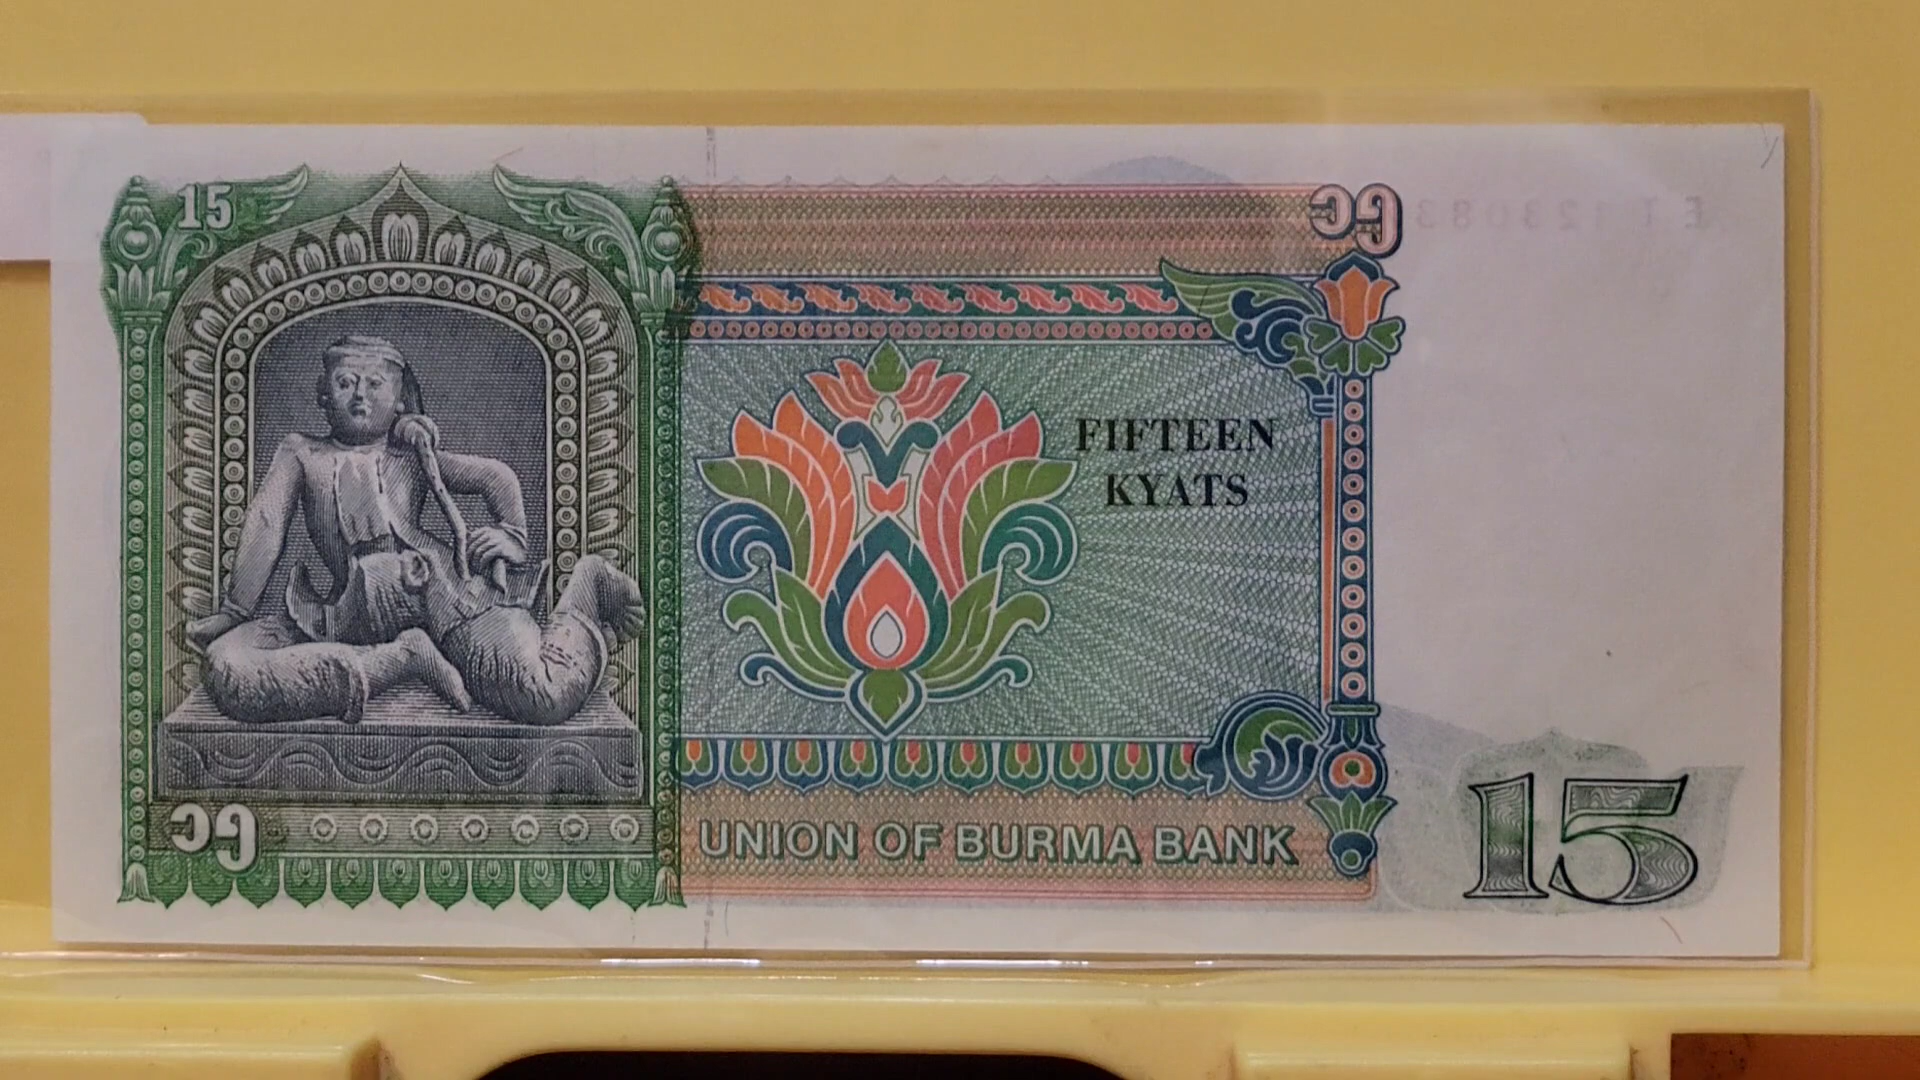 15
၁၅
FIFTEEN
KYATS
၁၅
UNION OF BURMA BANK
15